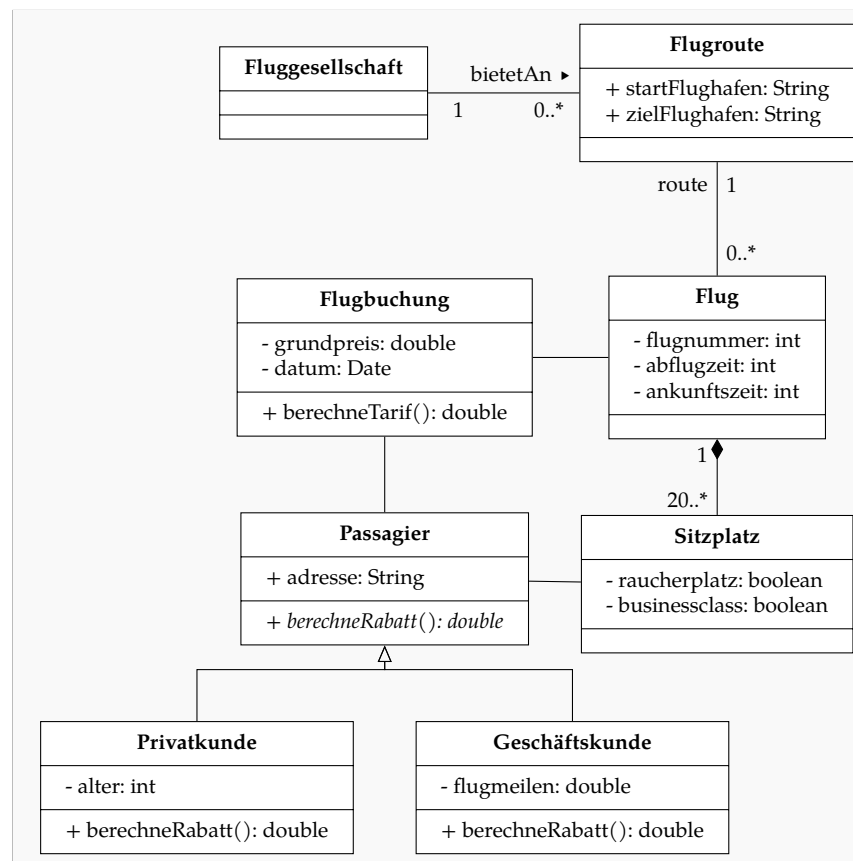 Fluggesellschaft
bietetAn ▸
1
0..*
Flugroute
+ startFlughafen: String
+ zielFlughafen: String
route
1
0..*
Flugbuchung
- grundpreis: double
- datum: Date
+ berechneTarif(): double
Flug
- flugnummer: int
- abflugzeit: int
- ankunftszeit: int
1
20..*
Passagier
+ adresse: String
+ berechneRabatt(): double
Sitzplatz
- raucherplatz: boolean
- businessclass: boolean
Privatkunde
- alter: int
+ berechneRabatt(): double
Geschäftskunde
- flugmeilen: double
+ berechneRabatt(): double